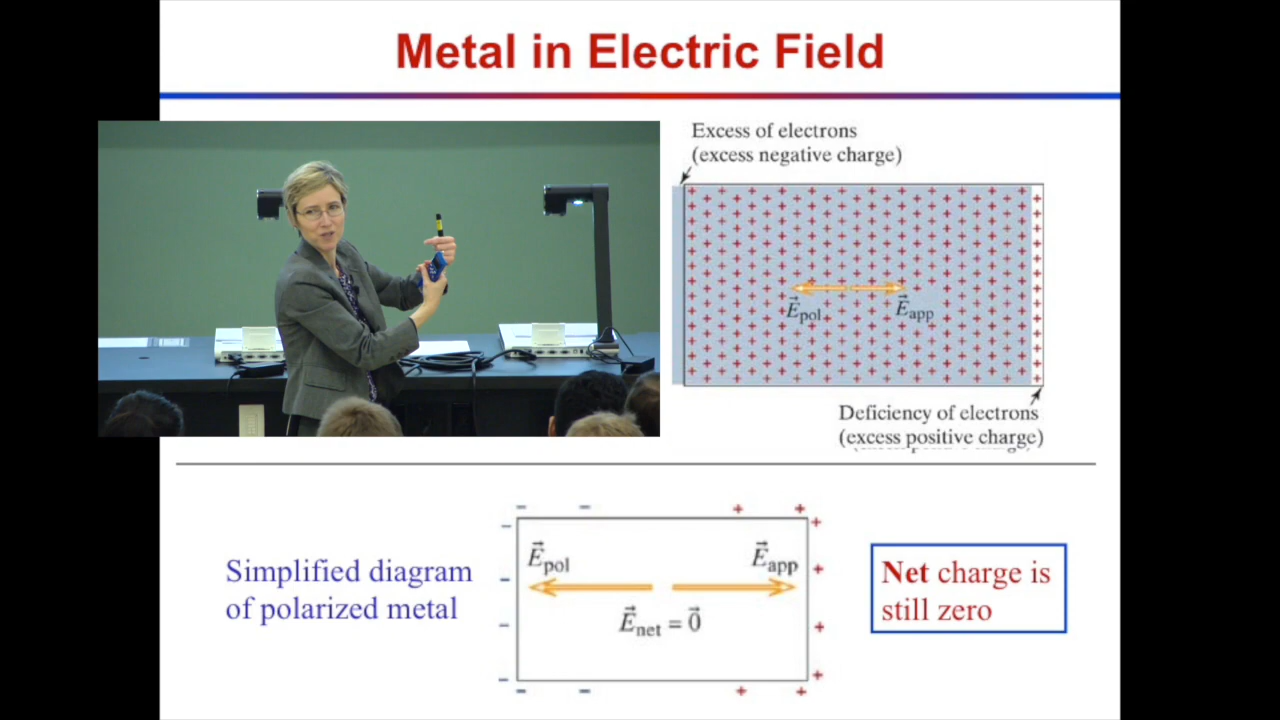 Metal in Electric Field
Excess of electrons
(excess negative charge)
E⃗pol
E⃗app
Deficiency of electrons
(excess positive charge)
Simplified diagram
of polarized metal
E⃗pol
E⃗app
E⃗net = 0⃗
Net charge is
still zero